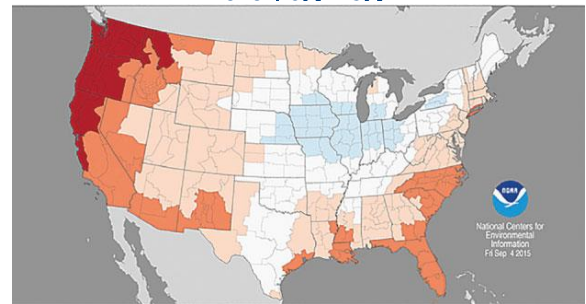 NOAA
National Centers for
Environmental
Information
Fri Sep 4 2015